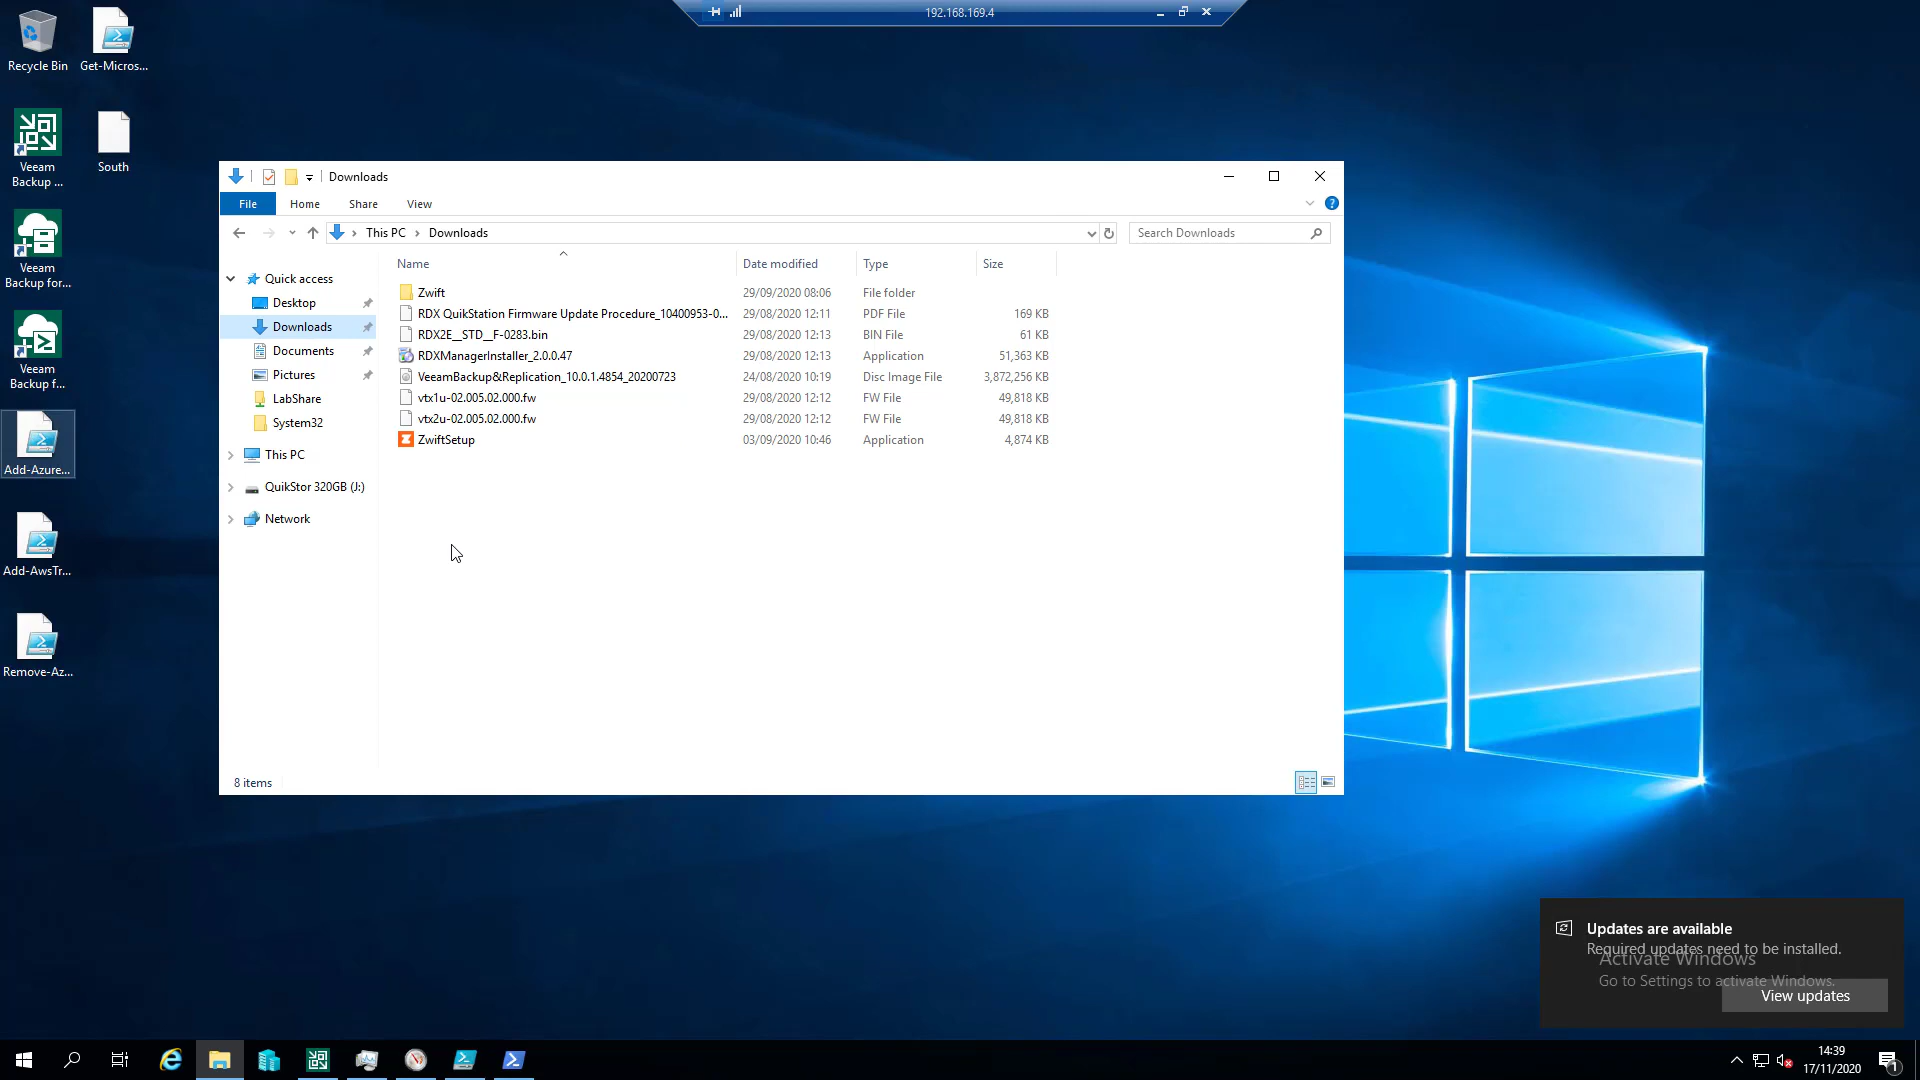 192.168.169.4
Recycle Bin
Get-Micros...
Veeam
Backup ...
South
Veeam
Backup for...
Veeam
Backup f...
Add-Azure...
Add-AwsTr...
Remove-Az...
Downloads
File
Home
Share
View
This PC
Downloads
Search Downloads
Name
Date modified
Type
Size
Quick access
Desktop
Downloads
Documents
Pictures
LabShare
System32
This PC
QuikStor 320GB (J:)
Network
Zwift 29/09/2020 08:06 File folder
RDX QuikStation Firmware Update Procedure_10400953-0... 29/08/2020 12:11 PDF File 169 KB
RDX2E__STD__F-0283.bin 29/08/2020 12:13 BIN File 61 KB
RDXManagerInstaller_2.0.0.47 29/08/2020 12:13 Application 51,363 KB
VeeamBackup&Replication_10.0.1.4854_20200723 24/08/2020 10:19 Disc Image File 3,872,256 KB
vtx1u-02.005.02.000.fw 29/08/2020 12:12 FW File 49,818 KB
vtx2u-02.005.02.000.fw 29/08/2020 12:12 FW File 49,818 KB
ZwiftSetup 03/09/2020 10:46 Application 4,874 KB
8 items
Updates are available
Required updates need to be installed.
Activate Windows
Go to Settings to activate Windows.
View updates
14:39
17/11/2020
1